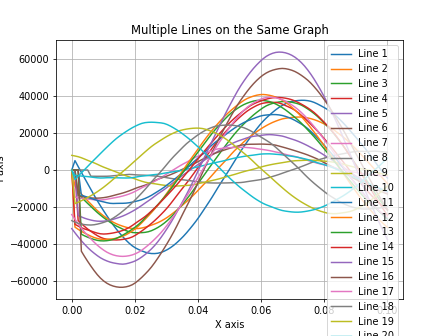 Multiple Lines on the Same Graph
60000
40000
20000
0
−20000
−40000
−60000
0.00
0.02
0.04
0.06
X axis
Line 1
Line 2
Line 3
Line 4
Line 5
Line 6
Line 7
Line 8
Line 9
Line 10
Line 11
Line 12
Line 13
Line 14
Line 15
Line 16
Line 17
Line 18
Line 19
Line 20